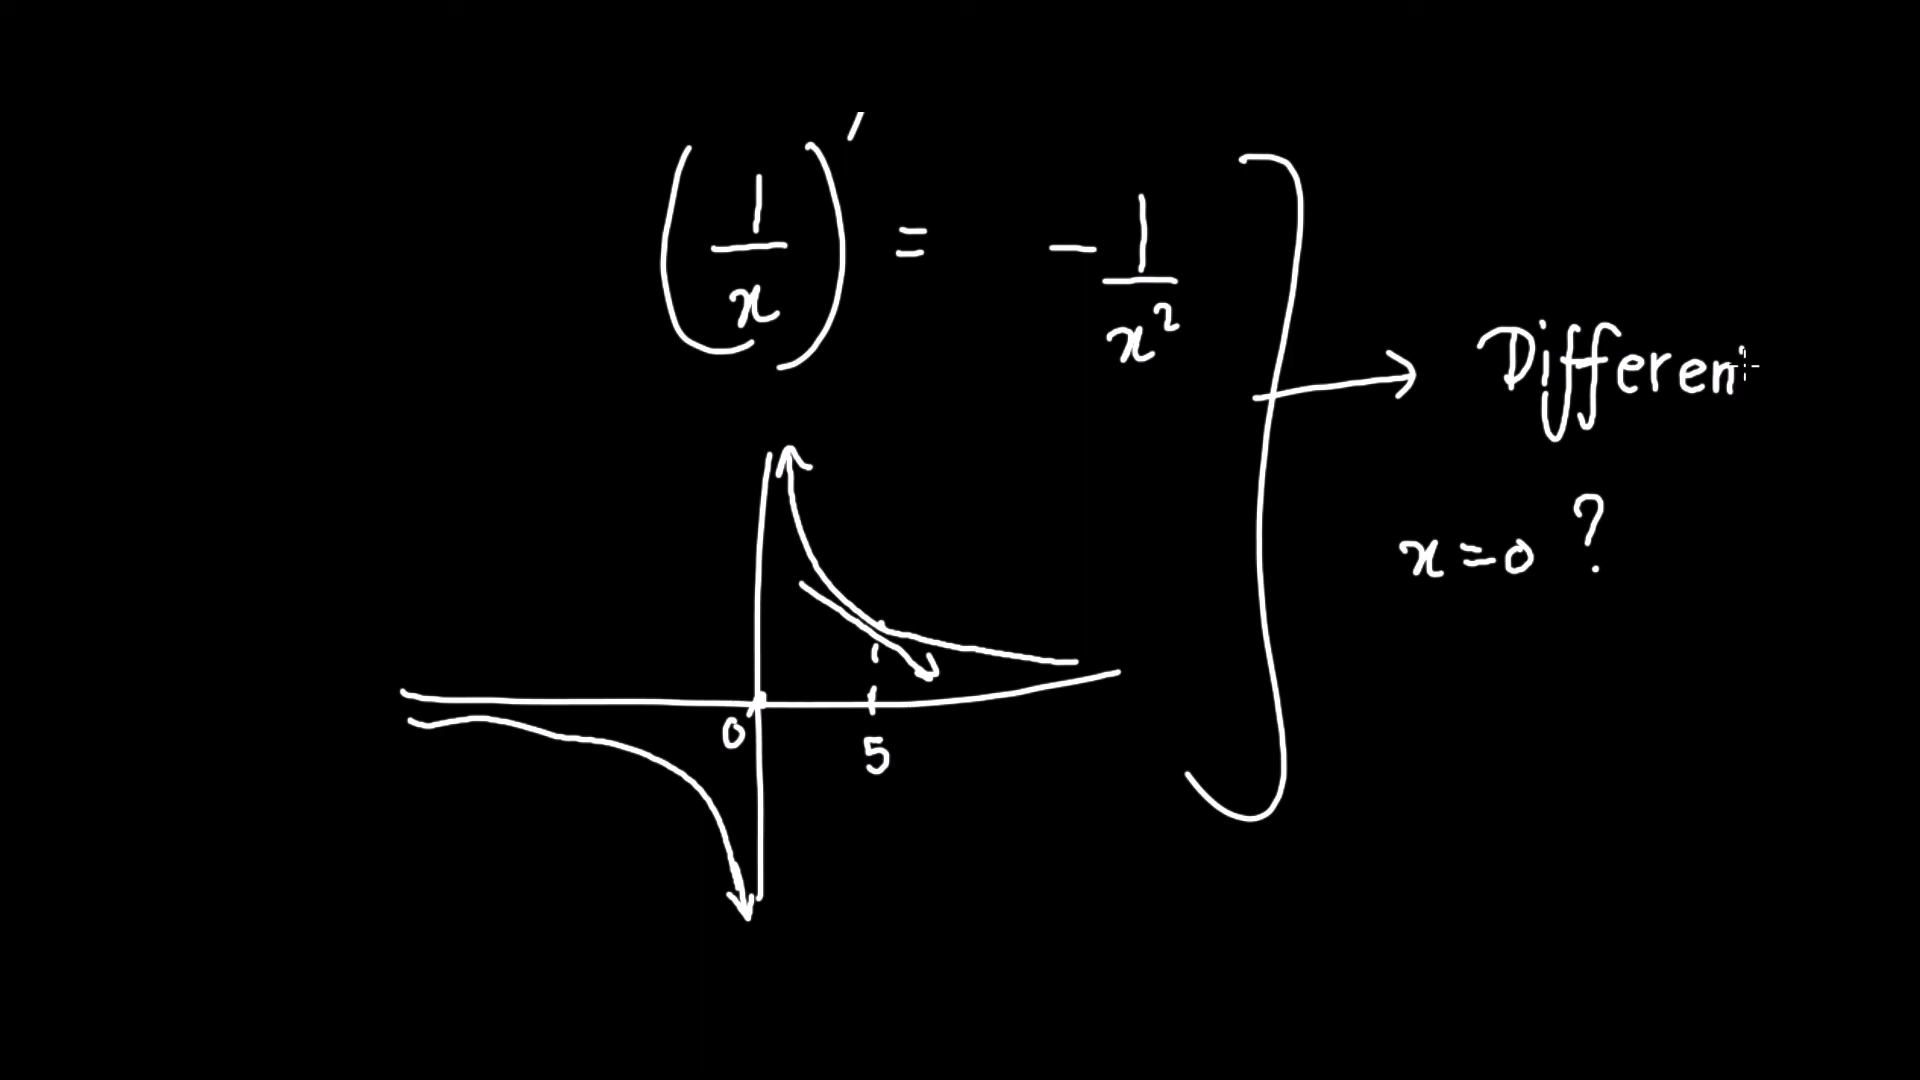 (1/x)′ = -1/x²
Differen
x=0 ?
0
5